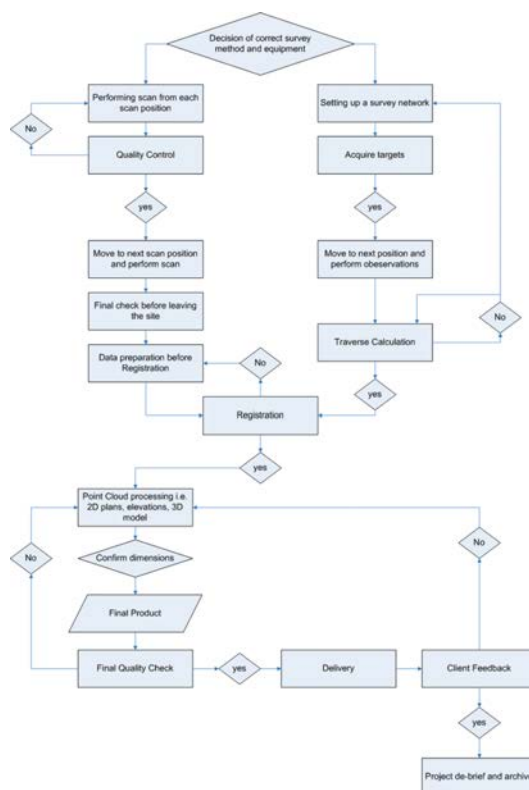 Decision of correct survey
method and equipment
Performing scan from each
scan position
Setting up a survey network
No
Quality Control
Acquire targets
yes
yes
Move to next scan position
and perform scan
Move to next position and
perform obeservations
Final check before leaving
the site
No
Data preparation before
Registration
No
Traverse Calculation
yes
Registration
yes
Point Cloud processing i.e.
2D plans, elevations, 3D
model
No
Confirm dimensions
No
Final Product
Final Quality Check
yes
Delivery
Client Feedback
yes
Project de-brief and archive